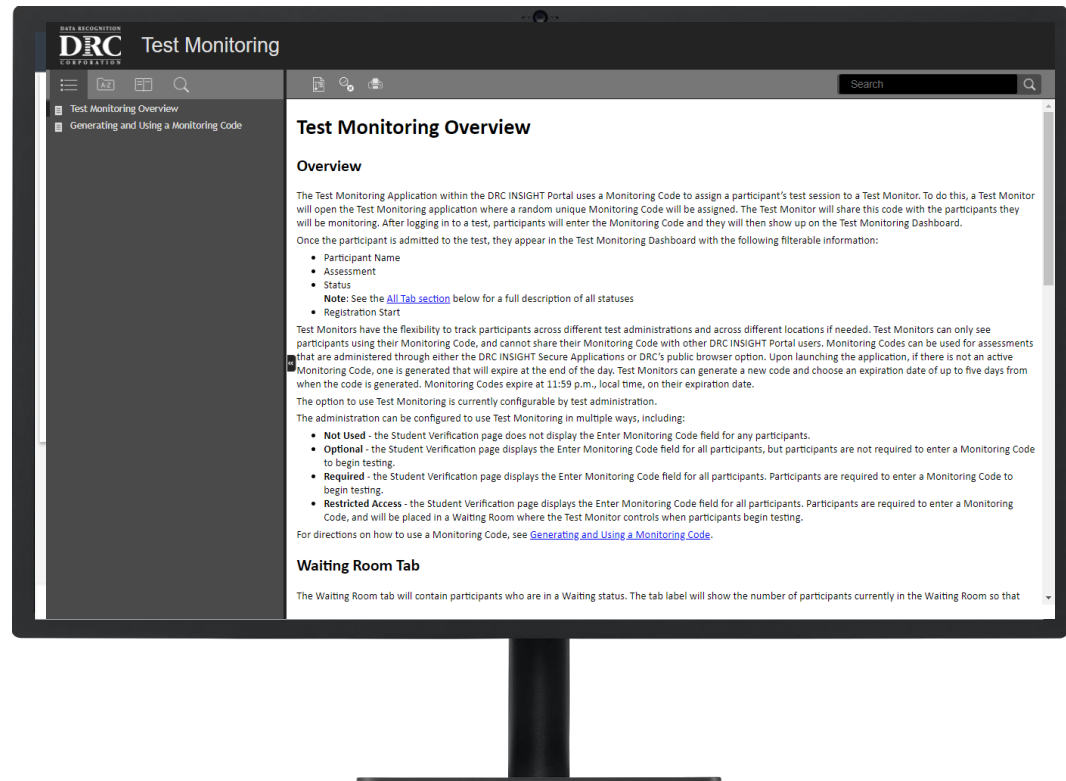 DATA RECOGNITION
DRC
CORPORATION
Test Monitoring
A-Z
Search
Test Monitoring Overview
Generating and Using a Monitoring Code
Test Monitoring Overview
Overview
The Test Monitoring Application within the DRC INSIGHT Portal uses a Monitoring Code to assign a participant's test session to a Test Monitor. To do this, a Test Monitor
will open the Test Monitoring application where a random unique Monitoring Code will be assigned. The Test Monitor will share this code with the participants they
will be monitoring. After logging in to a test, participants will enter the Monitoring Code and they will then show up on the Test Monitoring Dashboard.
Once the participant is admitted to the test, they appear in the Test Monitoring Dashboard with the following filterable information:
• Participant Name
• Assessment
• Status
Note: See the All Tab section below for a full description of all statuses
• Registration Start
Test Monitors have the flexibility to track participants across different test administrations and across different locations if needed. Test Monitors can only see
participants using their Monitoring Code, and cannot share their Monitoring Code with other DRC INSIGHT Portal users. Monitoring Codes can be used for assessments
that are administered through either the DRC INSIGHT Secure Applications or DRC's public browser option. Upon launching the application, if there is not an active
Monitoring Code, one is generated that will expire at the end of the day. Test Monitors can generate a new code and choose an expiration date of up to five days from
when the code is generated. Monitoring Codes expire at 11:59 p.m., local time, on their expiration date.
The option to use Test Monitoring is currently configurable by test administration.
The administration can be configured to use Test Monitoring in multiple ways, including:
• Not Used - the Student Verification page does not display the Enter Monitoring Code field for any participants.
• Optional - the Student Verification page displays the Enter Monitoring Code field for all participants, but participants are not required to enter a Monitoring Code
to begin testing.
• Required - the Student Verification page displays the Enter Monitoring Code field for all participants. Participants are required to enter a Monitoring Code to
begin testing.
• Restricted Access - the Student Verification page displays the Enter Monitoring Code field for all participants. Participants are required to enter a Monitoring
Code, and will be placed in a Waiting Room where the Test Monitor controls when participants begin testing.
For directions on how to use a Monitoring Code, see Generating and Using a Monitoring Code.
Waiting Room Tab
The Waiting Room tab will contain participants who are in a Waiting status. The tab label will show the number of participants currently in the Waiting Room so that